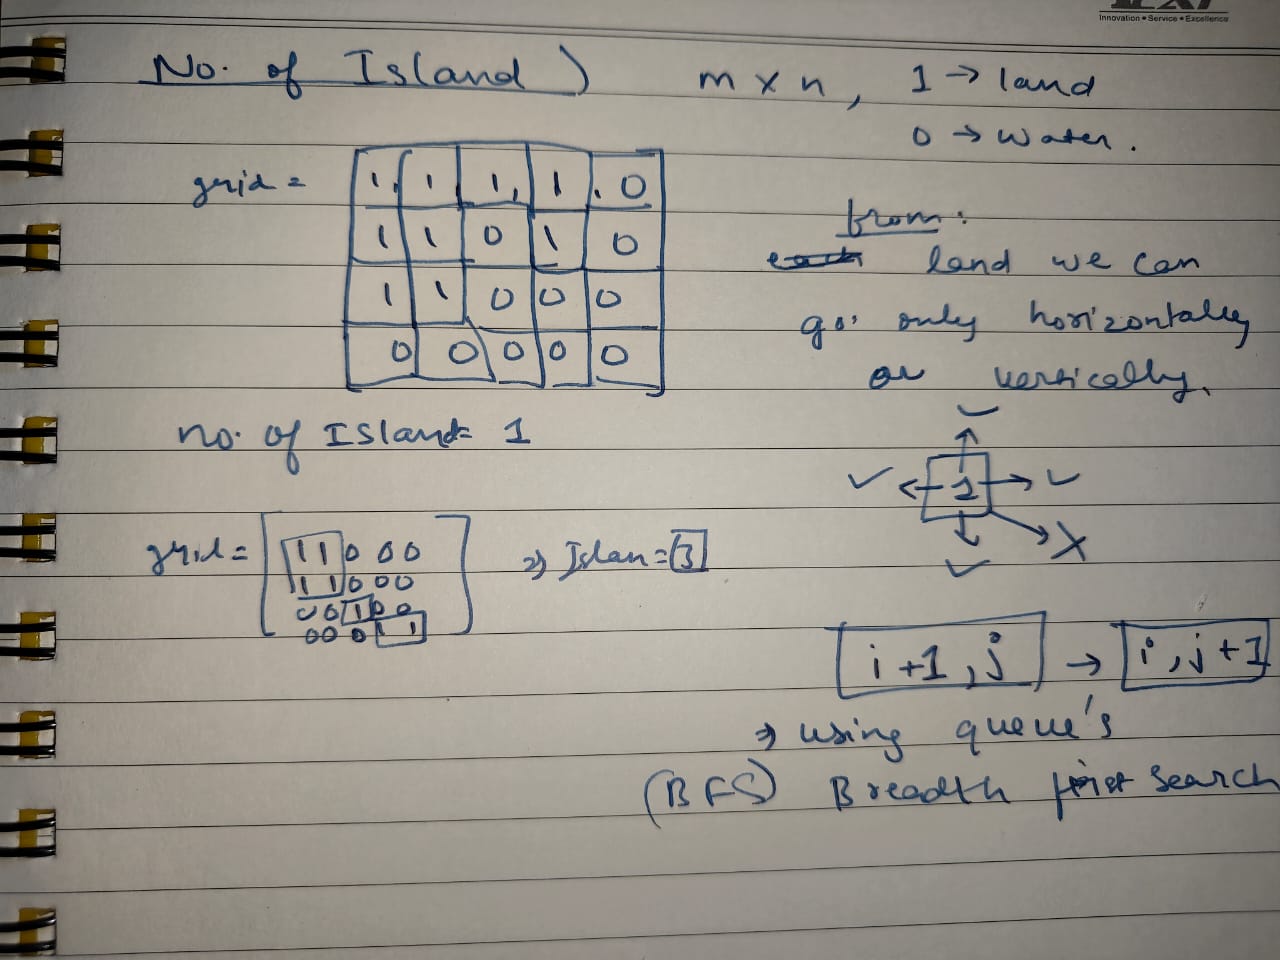 Innovation • Service • Excellence
No. of Island) m x n, 1 → land
0 → water.
grid = 1, 1 1, 1 . 0
1 1 0 1 0
1 1 0 0 0
0 0 0 0 0
from:
land we can
go only horizontally
or vertically.
no. of Island = 1
✓ ← 1 → ✓
X
grid = 1 1 0 0 0
1 1 0 0 0
0 0 1 0 0
0 0 0 1 1
⇒ Islan = 3
i+1, j → i, j+1
⇒ using queue's
(BFS) Breadth first Search